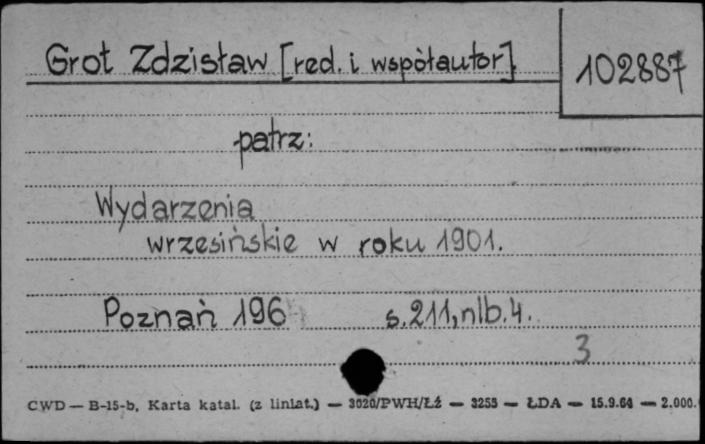 Grot Zdzisław [red. i współautor]
102887
patrz:
Wydarzenia
wrzesińskie w roku 1901.
Poznań 196 s.211,nlb.4.
3
CWD — B-15-b, Karta katal. (z liniat.) — 3020/PWH/Łź — 3253 — ŁDA — 15.9.64 — 2.000.